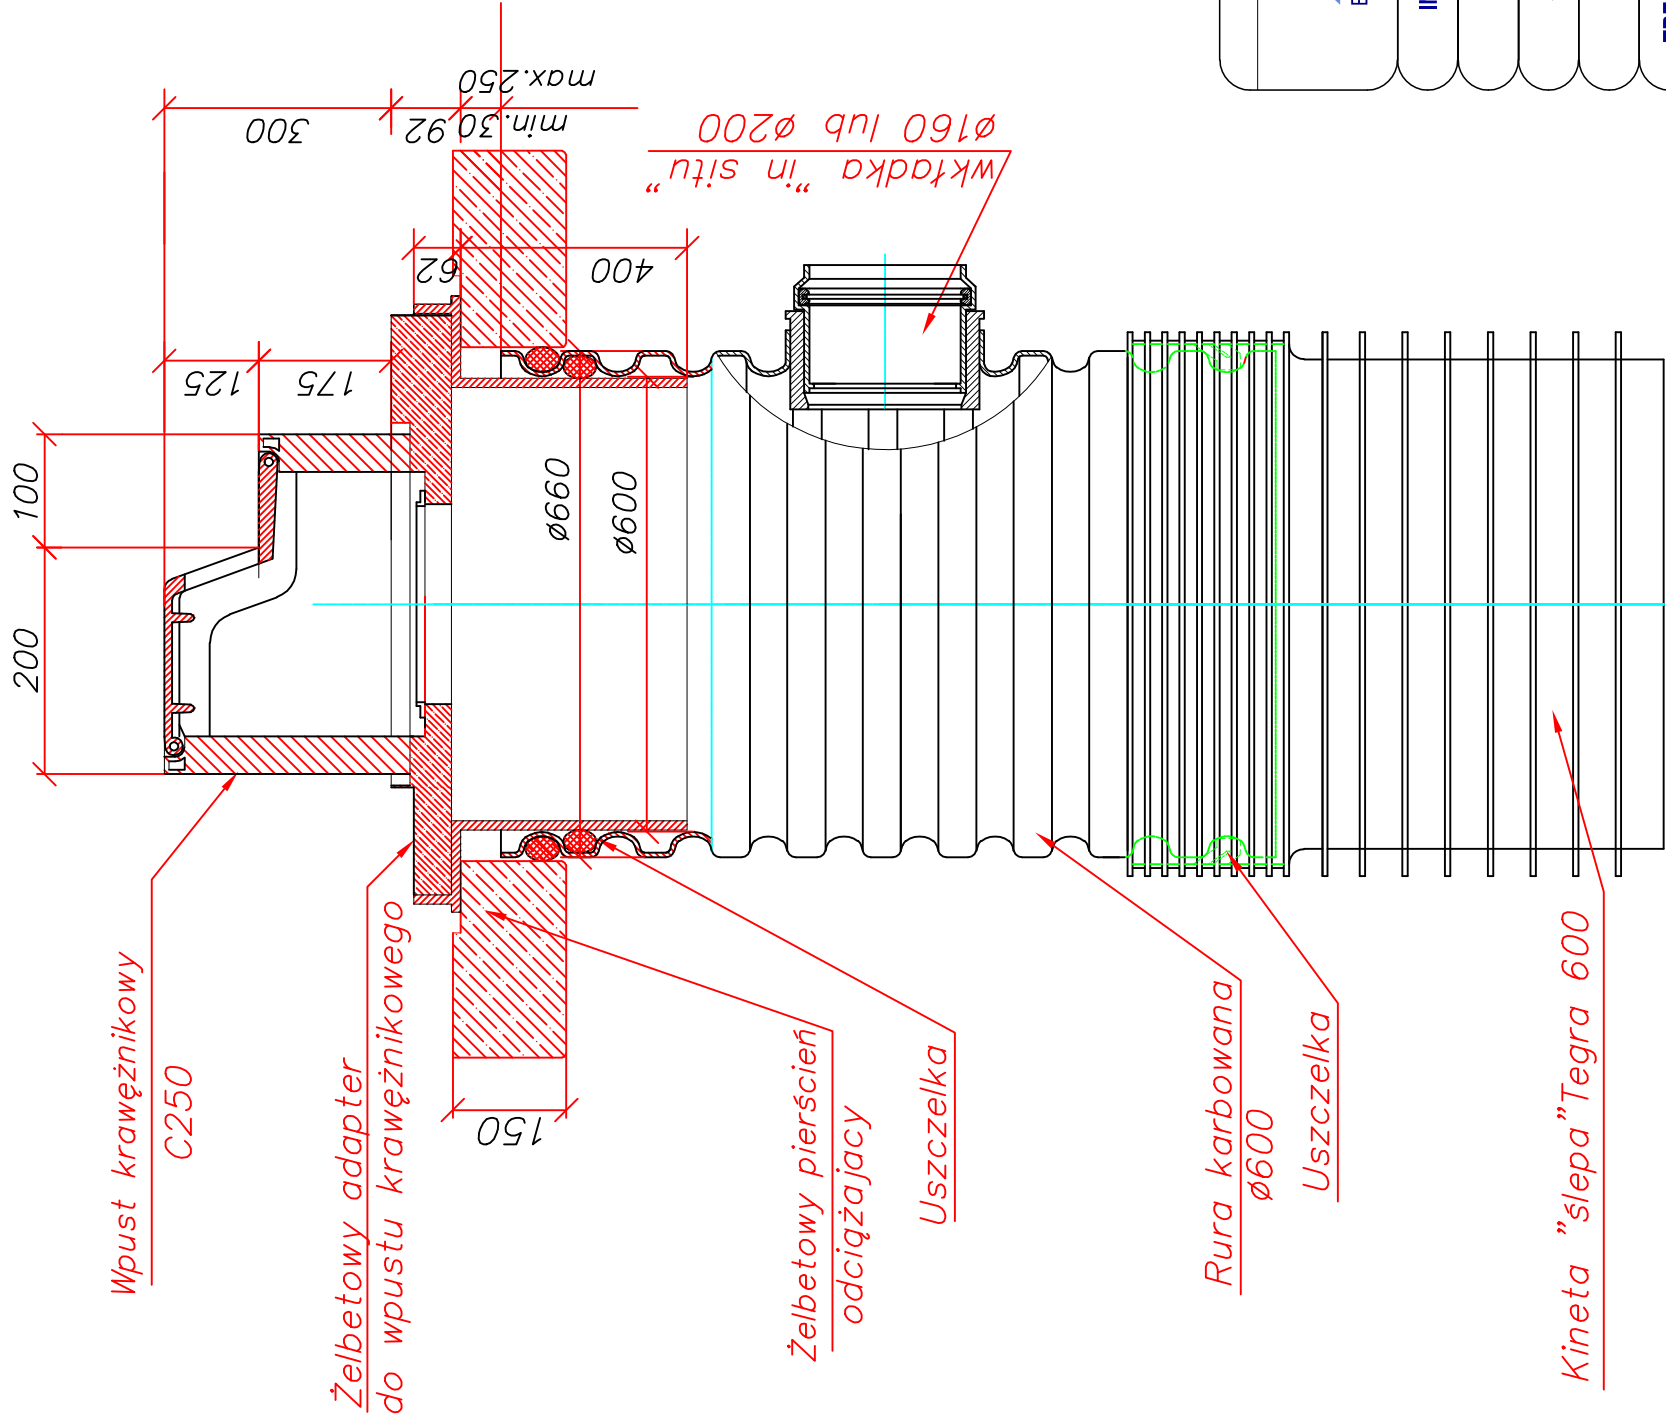 300
92
min.30
max.250
62
400
wkładka "in situ"
ø160 lub ø200
125
175
100
200
ø660
ø600
150
Wpust krawężnikowy
C250
Żelbetowy adapter
do wpustu krawężnikowego
Żelbetowy pierścień
odciążajacy
Uszczelka
Rura karbowana
ø600
Uszczelka
Kineta "ślepa"Tegra 600